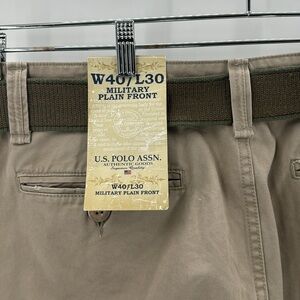 W40/L30
MILITARY
PLAIN FRONT
U.S. POLO ASSN.
AUTHENTIC GOODS
W40/L30
MILITARY PLAIN FRONT